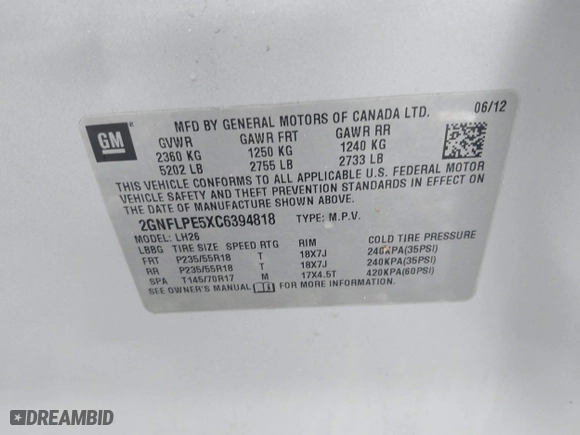 GM
MFD BY GENERAL MOTORS OF CANADA LTD. 06/12
GVWR GAWR FRT GAWR RR
2360 KG 1250 KG 1240 KG
5202 LB 2755 LB 2733 LB
THIS VEHICLE CONFORMS TO ALL APPLICABLE U.S. FEDERAL MOTOR
VEHICLE SAFETY AND THEFT PREVENTION STANDARDS IN EFFECT ON
THE DATE OF MANUFACTURE SHOWN ABOVE.
2GNFLPE5XC6394818 TYPE: M.P.V.
MODEL: LH26
LBBG TIRE SIZE SPEED RTG RIM COLD TIRE PRESSURE
FRT P235/55R18 T 18X7J 240KPA(35PSI)
RR P235/55R18 T 18X7J 240KPA(35PSI)
SPA T145/70R17 M 17X4.5T 420KPA(60PSI)
SEE OWNER'S MANUAL FOR MORE INFORMATION.
DREAMBID